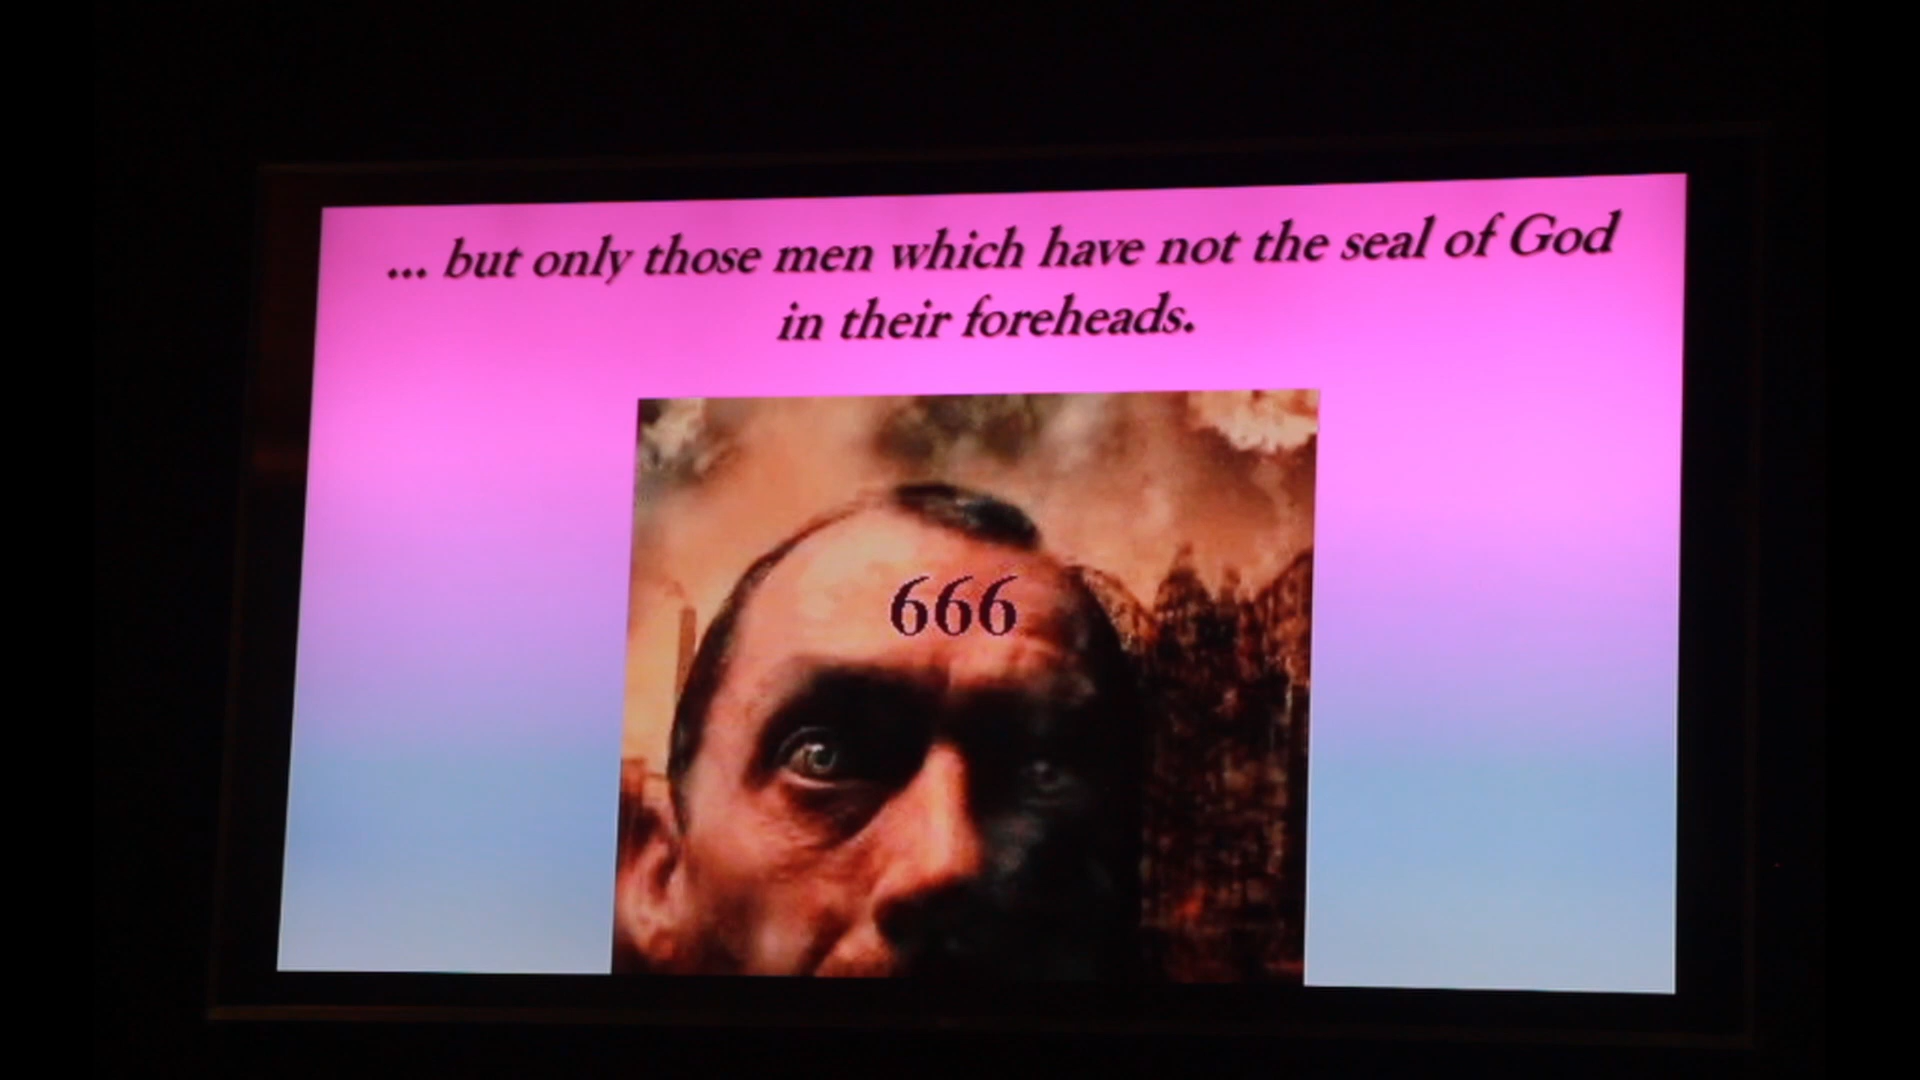 ... but only those men which have not the seal of God
in their foreheads.
666